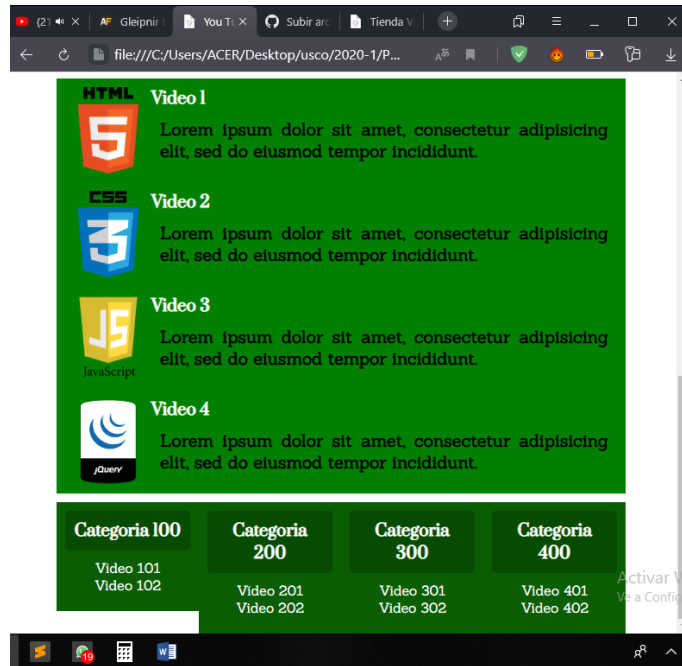 (21
Gleipnir
You Tu
Subir arc
Tienda V
file:///C:/Users/ACER/Desktop/usco/2020-1/P...
HTML
5
Video 1
Lorem ipsum dolor sit amet, consectetur adipisicing
elit, sed do eiusmod tempor incididunt.
CSS
3
Video 2
Lorem ipsum dolor sit amet, consectetur adipisicing
elit, sed do eiusmod tempor incididunt.
JS
JavaScript
Video 3
Lorem ipsum dolor sit amet, consectetur adipisicing
elit, sed do eiusmod tempor incididunt.
jQuery
Video 4
Lorem ipsum dolor sit amet, consectetur adipisicing
elit, sed do eiusmod tempor incididunt.
Categoria 100
Video 101
Video 102
Categoria
200
Video 201
Video 202
Categoria
300
Video 301
Video 302
Categoria
400
Video 401
Video 402
Activar W
Ve a Config
19